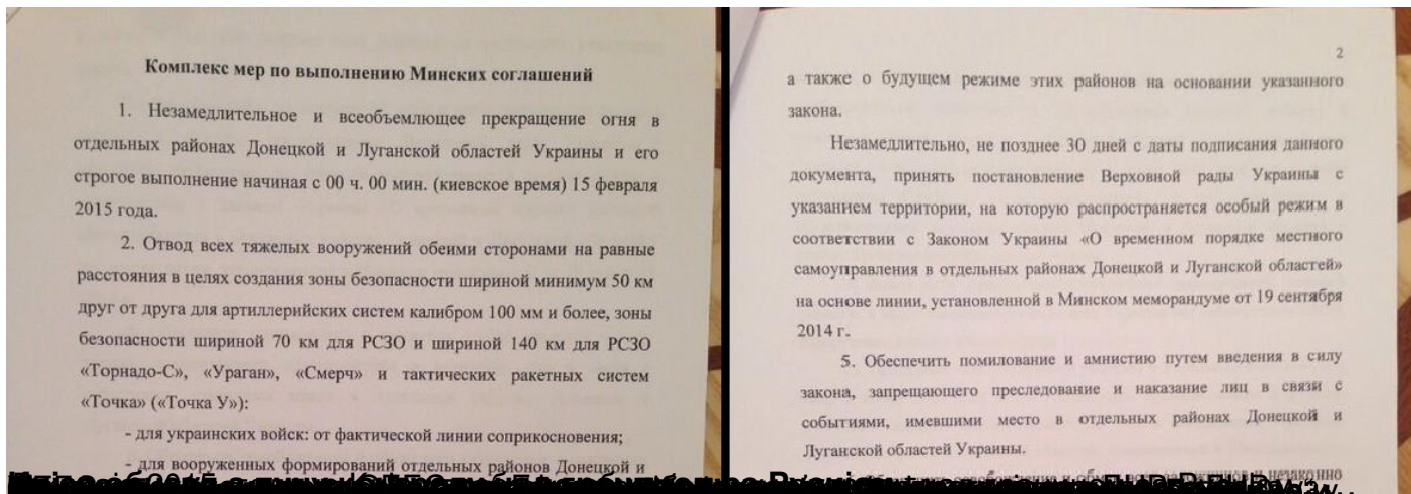 Комплекс мер по выполнению Минских соглашений
1. Незамедлительное и всеобъемлющее прекращение огня в
отдельных районах Донецкой и Луганской областей Украины и его
строгое выполнение начиная с 00 ч. 00 мин. (киевское время) 15 февраля
2015 года.
2. Отвод всех тяжелых вооружений обеими сторонами на равные
расстояния в целях создания зоны безопасности шириной минимум 50 км
друг от друга для артиллерийских систем калибром 100 мм и более, зоны
безопасности шириной 70 км для РСЗО и шириной 140 км для РСЗО
«Торнадо-С», «Ураган», «Смерч» и тактических ракетных систем
«Точка» («Точка У»):
- для украинских войск: от фактической линии соприкосновения;
- для вооруженных формирований отдельных районов Донецкой и
2
а также о будущем режиме этих районов на основании указанного
закона.
Незамедлительно, не позднее 30 дней с даты подписания данного
документа, принять постановление Верховной рады Украины с
указанием территории, на которую распространяется особый режим в
соответствии с Законом Украины «О временном порядке местного
самоуправления в отдельных районах Донецкой и Луганской областей»
на основе линии, установленной в Минском меморандуме от 19 сентября
2014 г.
5. Обеспечить помилование и амнистию путем введения в силу
закона, запрещающего преследование и наказание лиц в связи с
событиями, имевшими место в отдельных районах Донецкой и
Луганской областей Украины.